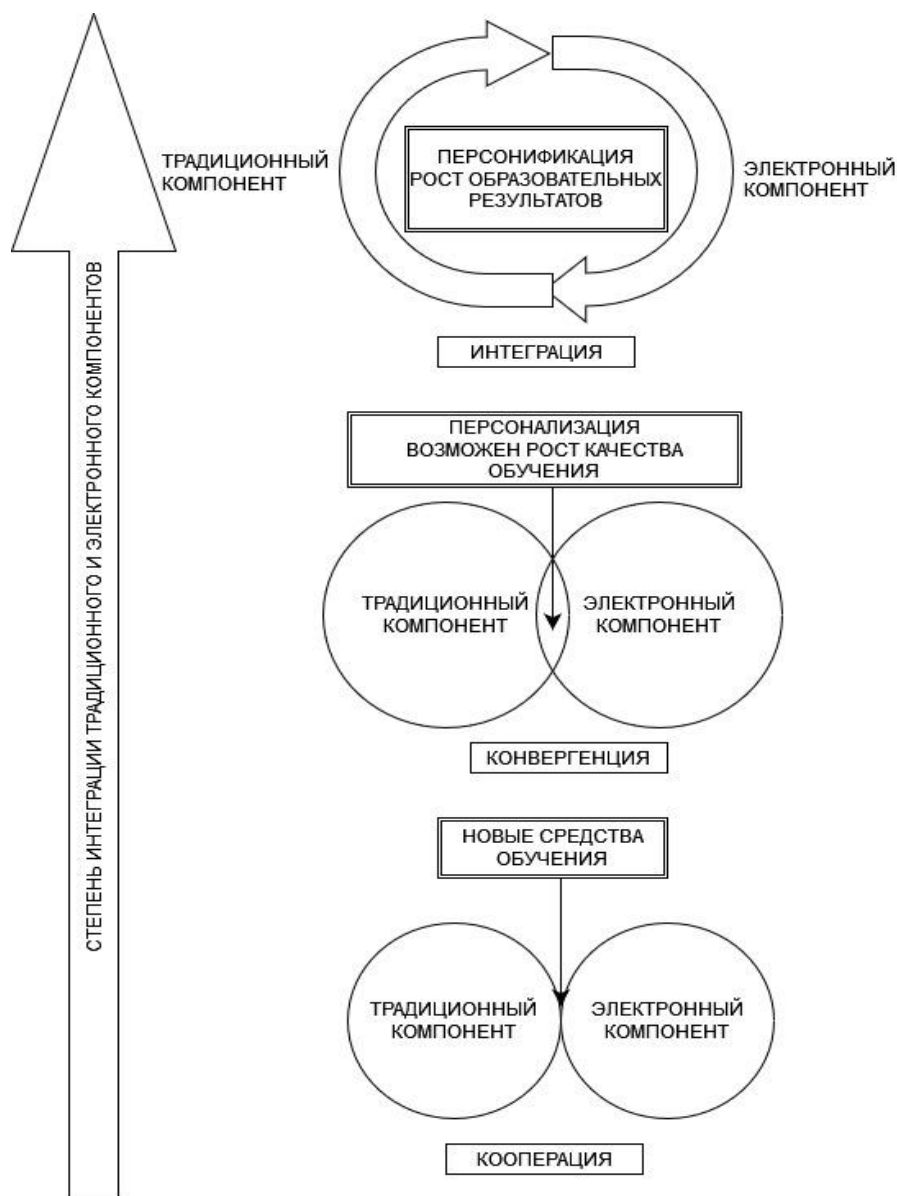 СТЕПЕНЬ ИНТЕГРАЦИИ ТРАДИЦИОННОГО И ЭЛЕКТРОННОГО КОМПОНЕНТОВ
ТРАДИЦИОННЫЙ
КОМПОНЕНТ
ПЕРСОНИФИКАЦИЯ
РОСТ ОБРАЗОВАТЕЛЬНЫХ
РЕЗУЛЬТАТОВ
ЭЛЕКТРОННЫЙ
КОМПОНЕНТ
ИНТЕГРАЦИЯ
ПЕРСОНАЛИЗАЦИЯ
ВОЗМОЖЕН РОСТ КАЧЕСТВА
ОБУЧЕНИЯ
ТРАДИЦИОННЫЙ
КОМПОНЕНТ
ЭЛЕКТРОННЫЙ
КОМПОНЕНТ
КОНВЕРГЕНЦИЯ
НОВЫЕ СРЕДСТВА
ОБУЧЕНИЯ
ТРАДИЦИОННЫЙ
КОМПОНЕНТ
ЭЛЕКТРОННЫЙ
КОМПОНЕНТ
КООПЕРАЦИЯ